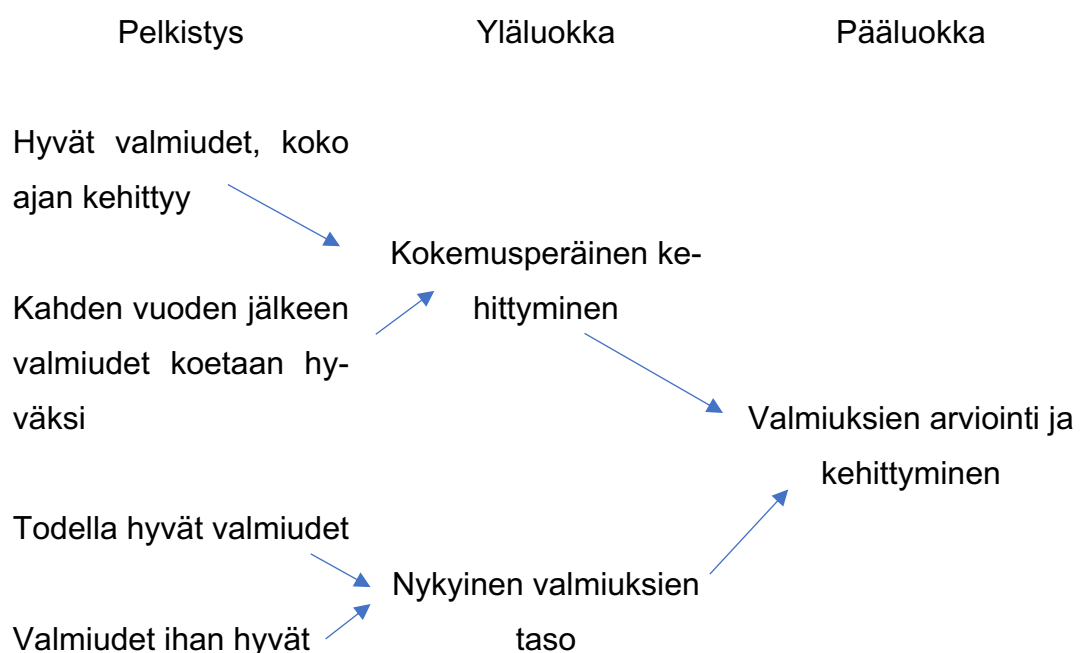 Pelkistys Yläluokka Pääluokka
Hyvät valmiudet, koko
ajan kehittyy
Kokemusperäinen ke-
hittyminen
Kahden vuoden jälkeen
valmiudet koetaan hy-
väksi
Valmiuksien arviointi ja
kehittyminen
Todella hyvät valmiudet
Nykyinen valmiuksien
taso
Valmiudet ihan hyvät